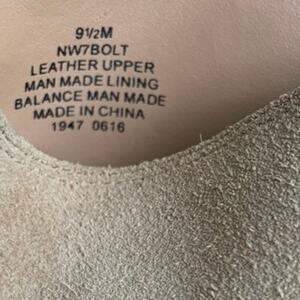 9½M
NW7BOLT
LEATHER UPPER
MAN MADE LINING
BALANCE MAN MADE
MADE IN CHINA
1947 0616